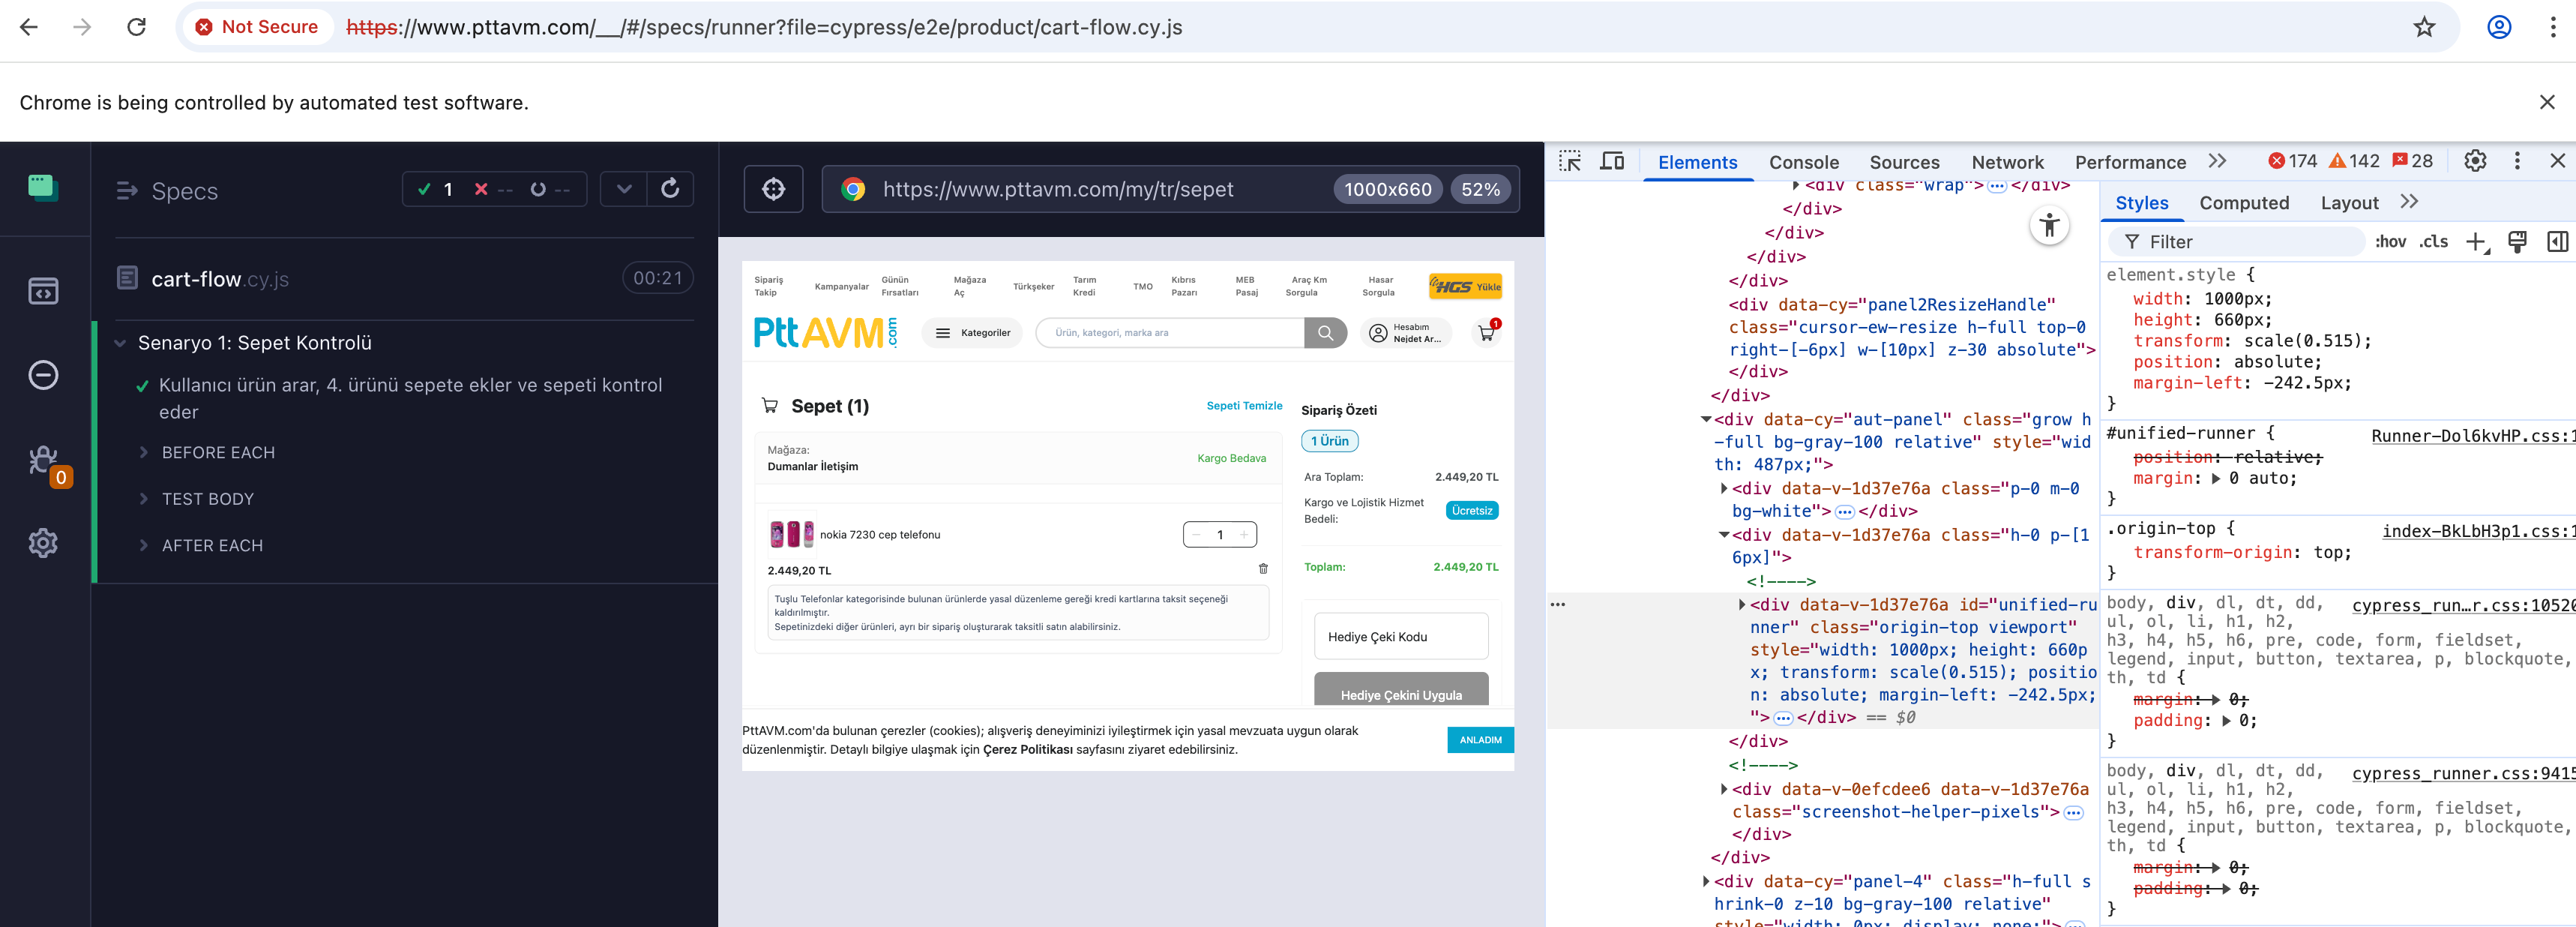 Not Secure https://www.pttavm.com/__/#/specs/runner?file=cypress/e2e/product/cart-flow.cy.js
Chrome is being controlled by automated test software.
Specs
1 -- --
cart-flow.cy.js 00:21
Senaryo 1: Sepet Kontrolü
Kullanıcı ürün arar, 4. ürünü sepete ekler ve sepeti kontrol
eder
BEFORE EACH
TEST BODY
AFTER EACH
0
https://www.pttavm.com/my/tr/sepet 1000x660 52%
Sipariş Takip
Kampanyalar
Günün Fırsatları
Mağaza Aç
Türkşeker
Tarım Kredi
TMO
Kıbrıs Pazarı
MEB Pasaj
Araç Km Sorgula
Hasar Sorgula
HGS Yükle
PttAVM.com
Kategoriler
Ürün, kategori, marka ara
Hesabım
Nejdet Ar...
1
Sepet (1)
Sepeti Temizle
Mağaza:
Dumanlar İletişim
Kargo Bedava
nokia 7230 cep telefonu
− 1 +
2.449,20 TL
Tuşlu Telefonlar kategorisinde bulunan ürünlerde yasal düzenleme gereği kredi kartlarına taksit seçeneği
kaldırılmıştır.
Sepetinizdeki diğer ürünleri, ayrı bir sipariş oluşturarak taksitli satın alabilirsiniz.
Sipariş Özeti
1 Ürün
Ara Toplam: 2.449,20 TL
Kargo ve Lojistik Hizmet
Bedeli:
Ücretsiz
Toplam: 2.449,20 TL
Hediye Çeki Kodu
Hediye Çekini Uygula
PttAVM.com'da bulunan çerezler (cookies); alışveriş deneyiminizi iyileştirmek için yasal mevzuata uygun olarak
düzenlenmiştir. Detaylı bilgiye ulaşmak için Çerez Politikası sayfasını ziyaret edebilirsiniz.
ANLADIM
Elements Console Sources Network Performance 174 142 28
<div class="wrap"> ⋯ </div>
</div>
</div>
</div>
</div>
<div data-cy="panel2ResizeHandle"
class="cursor-ew-resize h-full top-0
right-[-6px] w-[10px] z-30 absolute">
</div>
</div>
<div data-cy="aut-panel" class="grow h
-full bg-gray-100 relative" style="wid
th: 487px;">
<div data-v-1d37e76a class="p-0 m-0
bg-white"> ⋯ </div>
<div data-v-1d37e76a class="h-0 p-[1
6px]">
<!---->
<div data-v-1d37e76a id="unified-ru
nner" class="origin-top viewport"
style="width: 1000px; height: 660p
x; transform: scale(0.515); positio
n: absolute; margin-left: -242.5px;
"> ⋯ </div> == $0
</div>
<!---->
<div data-v-0efcdee6 data-v-1d37e76a
class="screenshot-helper-pixels"> ⋯
</div>
</div>
<div data-cy="panel-4" class="h-full s
hrink-0 z-10 bg-gray-100 relative"
style="width: 0px; display: none;"> ⋯
Styles Computed Layout
Filter :hov .cls
element.style {
width: 1000px;
height: 660px;
transform: scale(0.515);
position: absolute;
margin-left: -242.5px;
}
#unified-runner { Runner-Dol6kvHP.css:1
position: relative;
margin: 0 auto;
}
.origin-top { index-BkLbH3p1.css:1
transform-origin: top;
}
body, div, dl, dt, dd, cypress_run…r.css:10520
ul, ol, li, h1, h2,
h3, h4, h5, h6, pre, code, form, fieldset,
legend, input, button, textarea, p, blockquote,
th, td {
margin: 0;
padding: 0;
}
body, div, dl, dt, dd, cypress_runner.css:9415
ul, ol, li, h1, h2,
h3, h4, h5, h6, pre, code, form, fieldset,
legend, input, button, textarea, p, blockquote,
th, td {
margin: 0;
padding: 0;
}